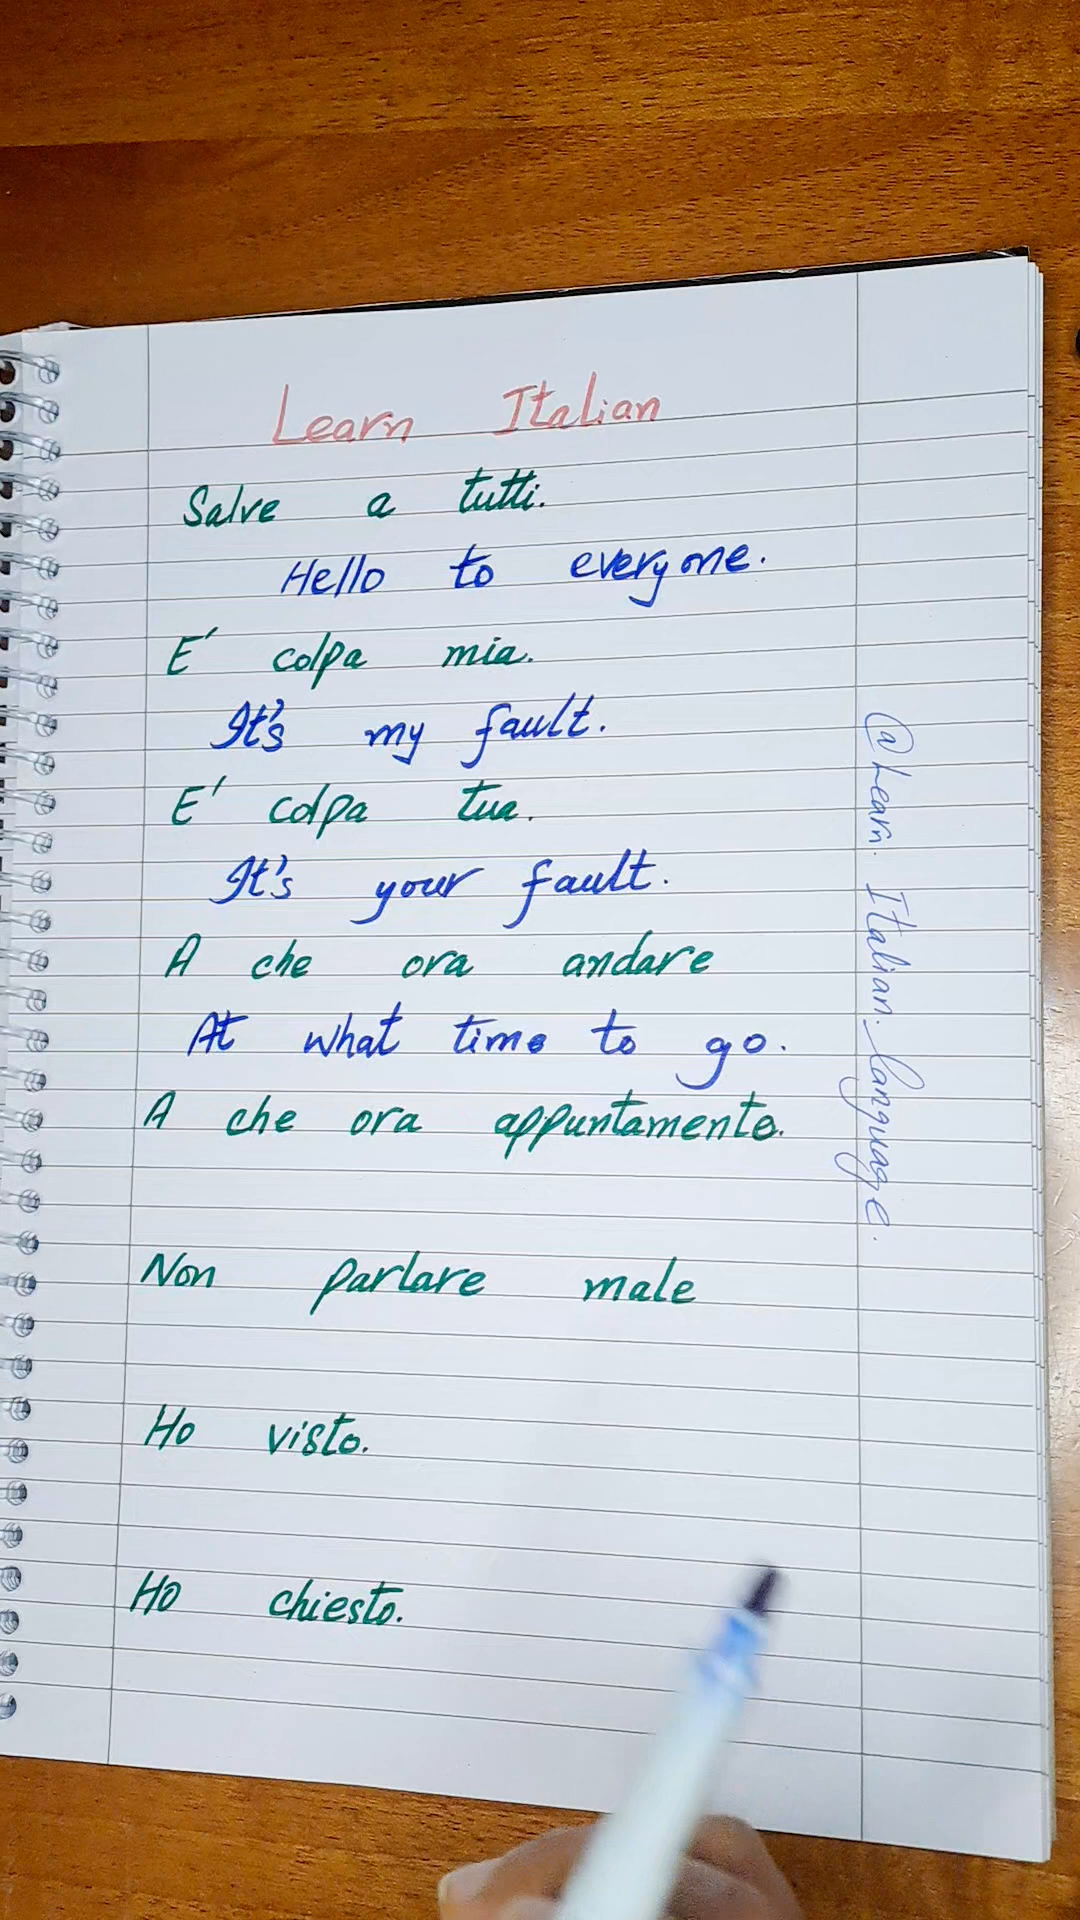 Learn Italian
Salve a tutti.
Hello to everyone.
E' colpa mia.
It's my fault.
E' colpa tua.
It's your fault.
A che ora andare
At what time to go.
A che ora appuntamento.
Non parlare male
Ho visto.
Ho chiesto.
@Learn. Italian._language.